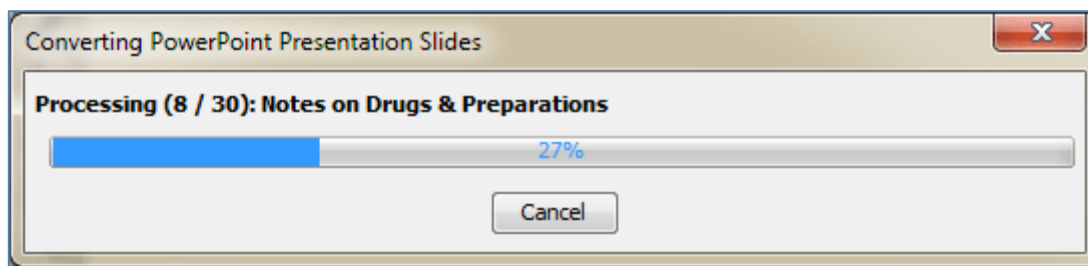 Converting PowerPoint Presentation Slides
Processing (8 / 30): Notes on Drugs & Preparations
27%
Cancel